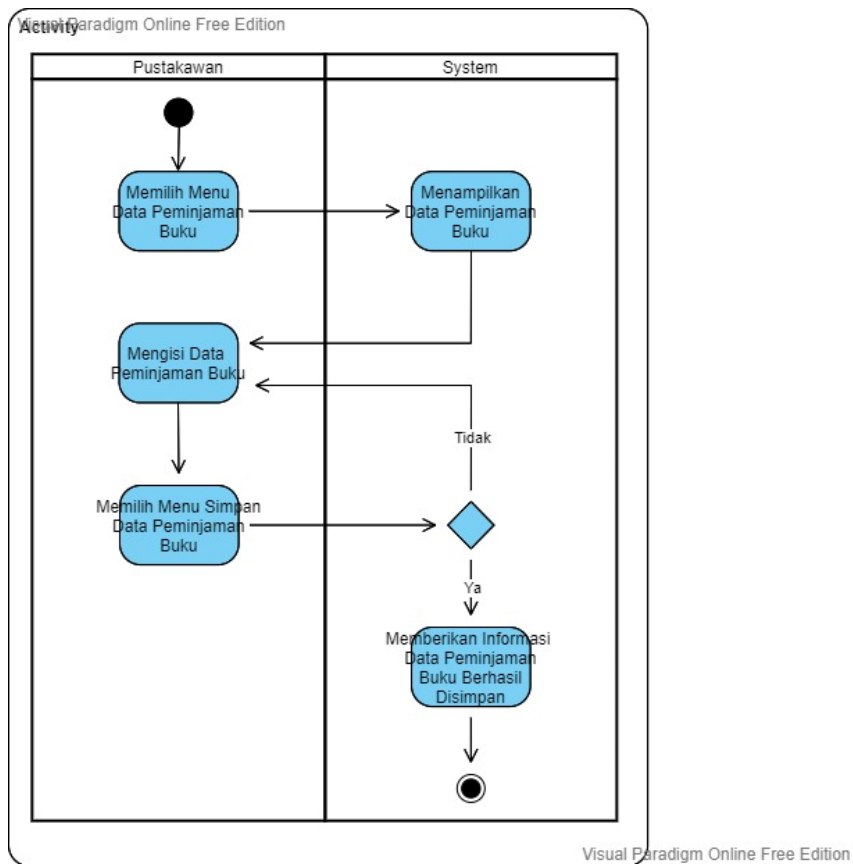 Visual Paradigm Online Free Edition
Activity
Pustakawan
System
Memilih Menu
Data Peminjaman
Buku
Menampilkan
Data Peminjaman
Buku
Mengisi Data
Peminjaman Buku
Tidak
Memilih Menu Simpan
Data Peminjaman
Buku
Ya
Memberikan Informasi
Data Peminjaman
Buku Berhasil
Disimpan
Visual Paradigm Online Free Edition